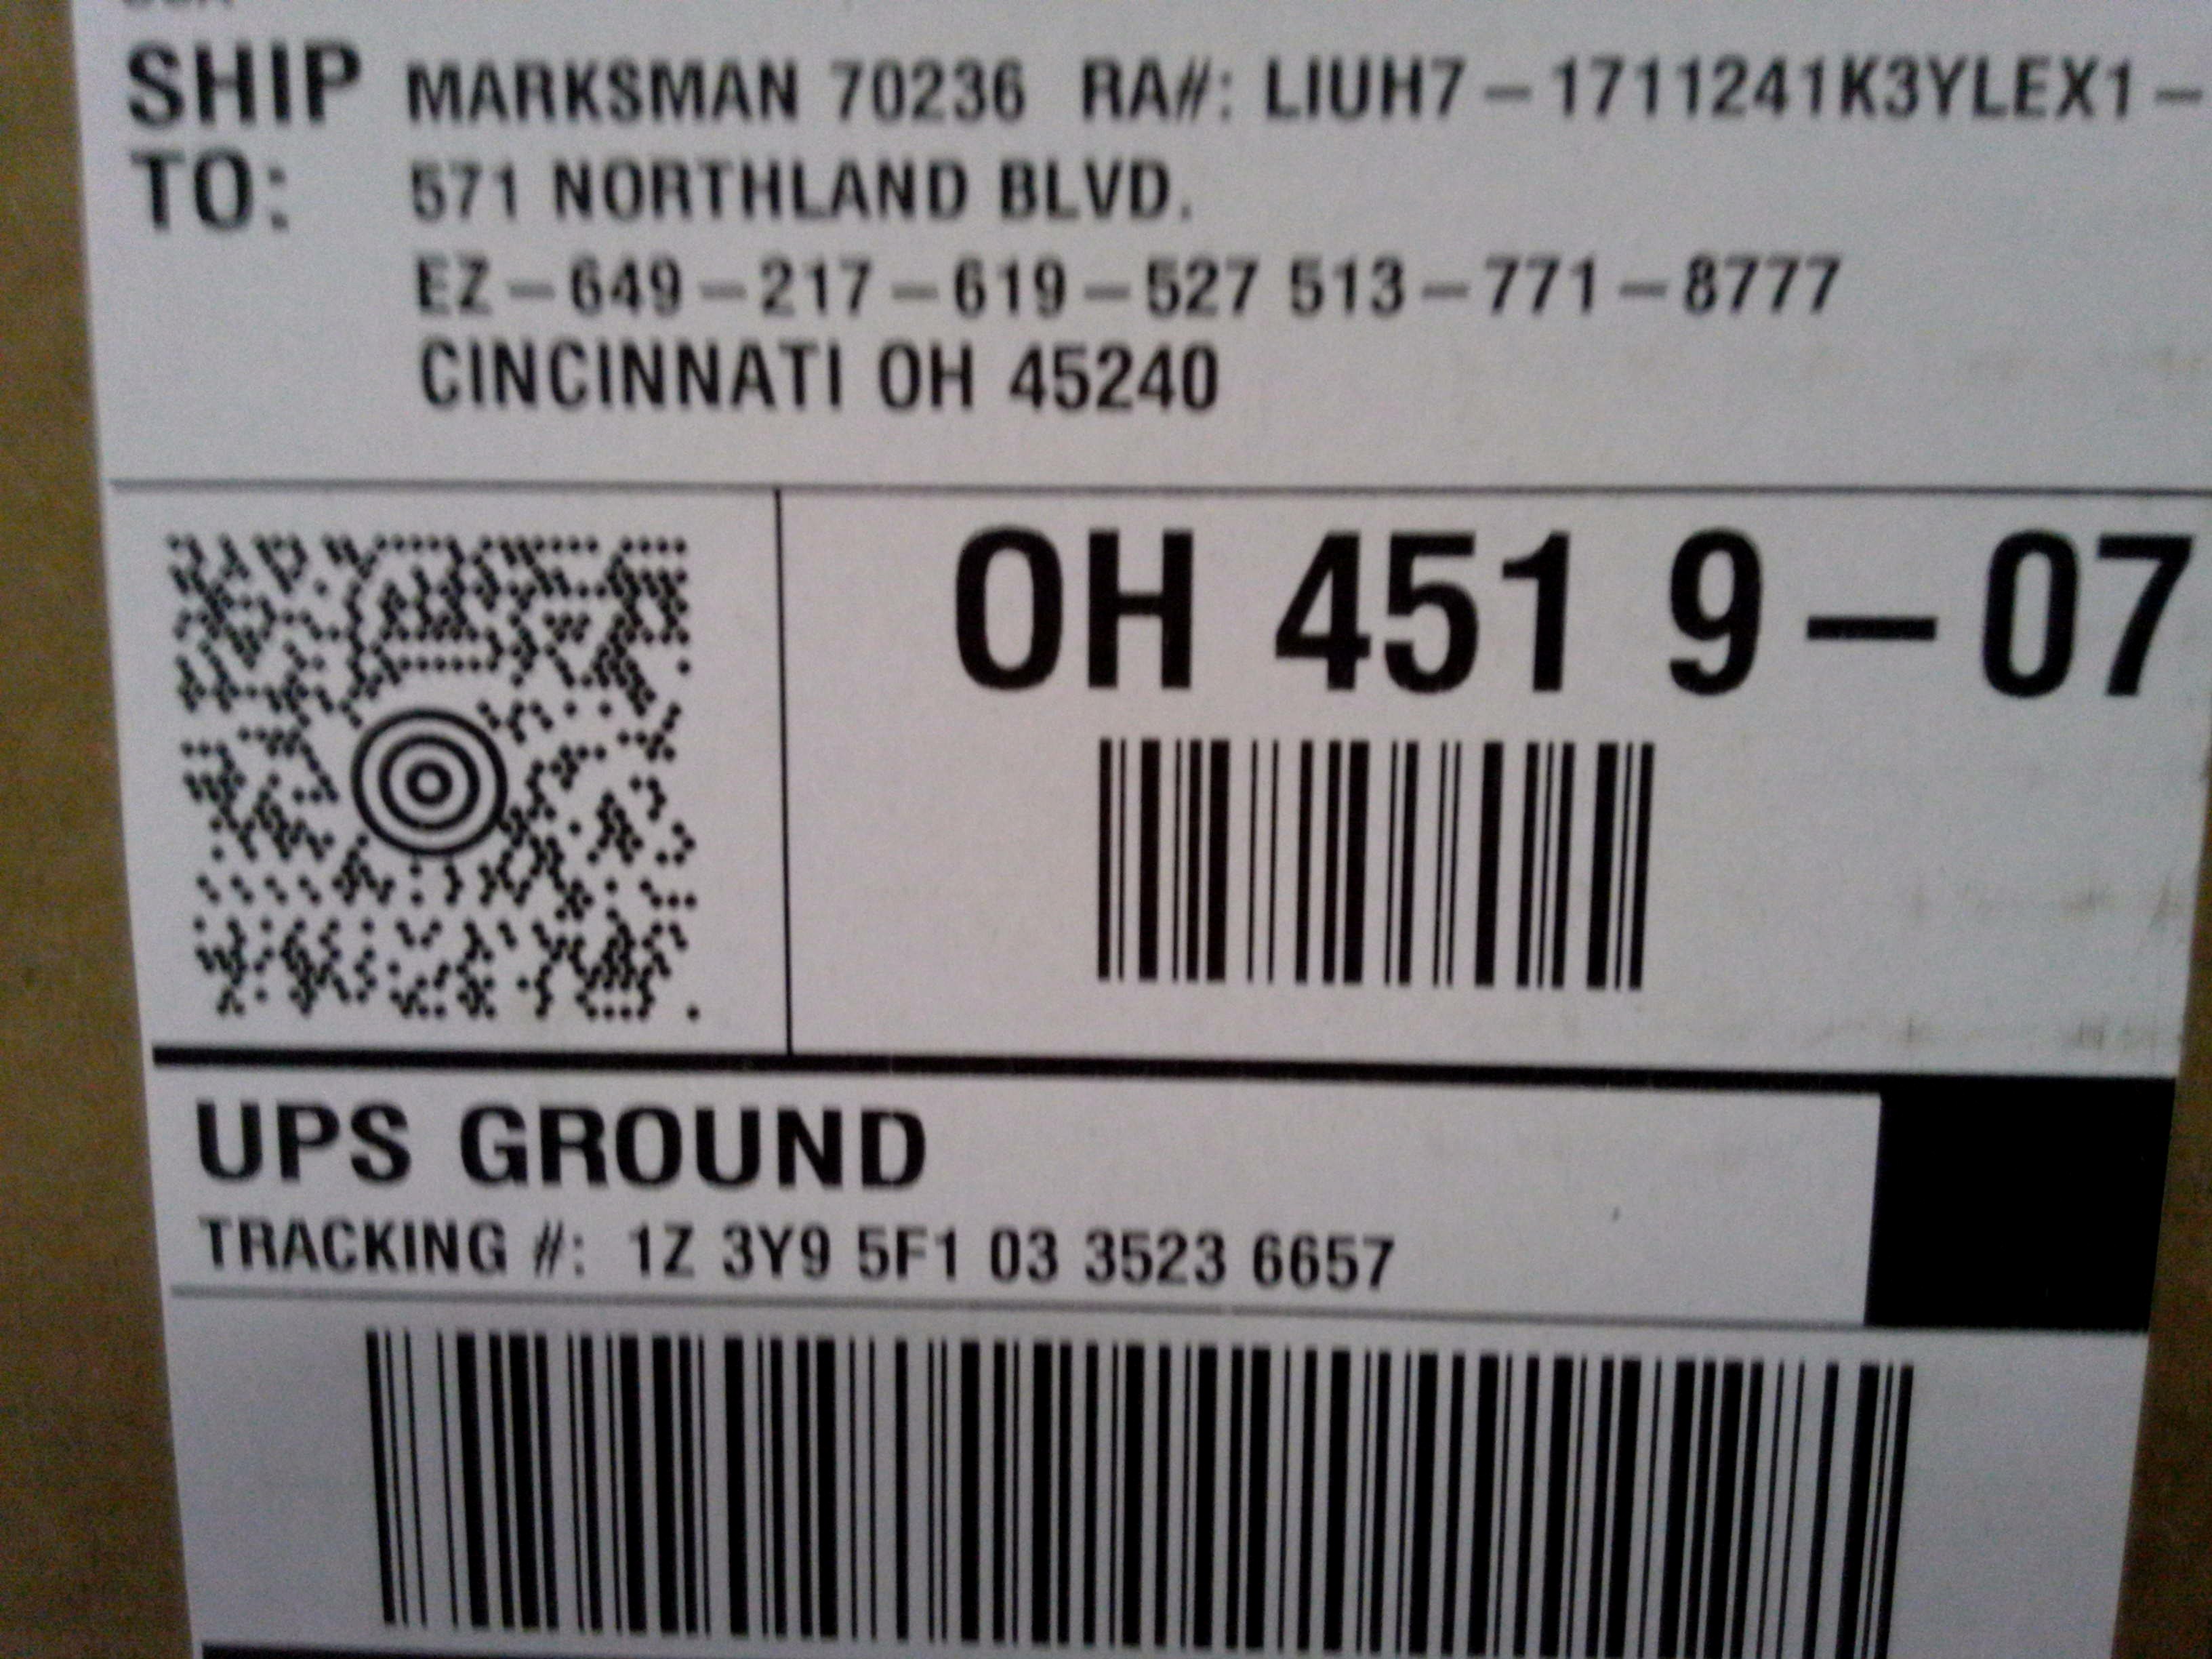 SHIP MARKSMAN 70236 RA#: LIUH7-1711241K3YLEX1-
TO: 571 NORTHLAND BLVD.
EZ-649-217-619-527 513-771-8777
CINCINNATI OH 45240
OH 451 9-07
UPS GROUND
TRACKING #: 1Z 3Y9 5F1 03 3523 6657